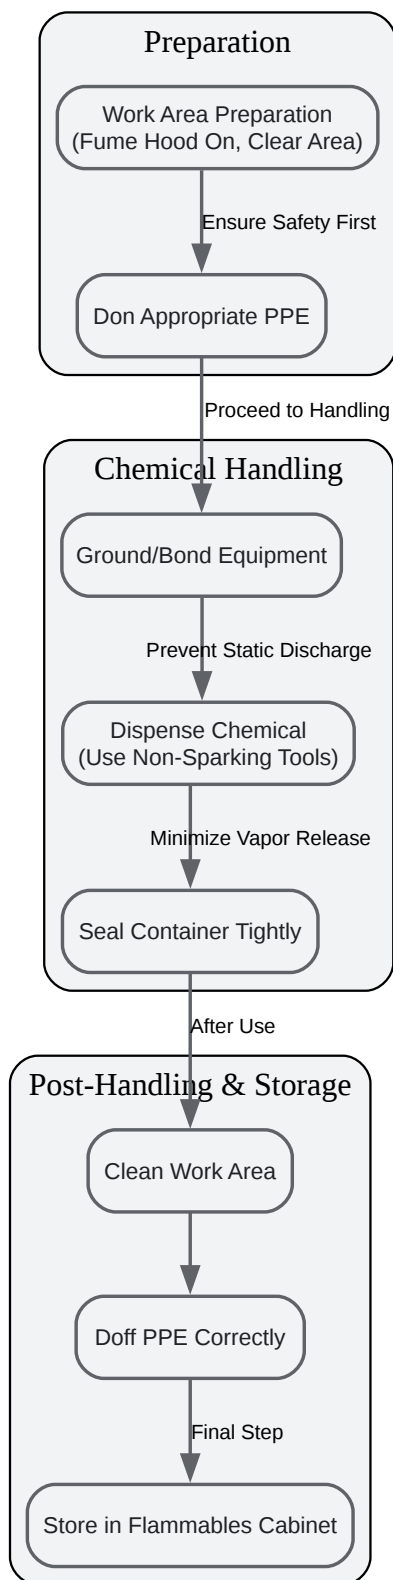 Preparation
Work Area Preparation
(Fume Hood On, Clear Area)
Ensure Safety First
Don Appropriate PPE
Proceed to Handling
Chemical Handling
Ground/Bond Equipment
Prevent Static Discharge
Dispense Chemical
(Use Non-Sparking Tools)
Minimize Vapor Release
Seal Container Tightly
After Use
Post-Handling & Storage
Clean Work Area
Doff PPE Correctly
Final Step
Store in Flammables Cabinet